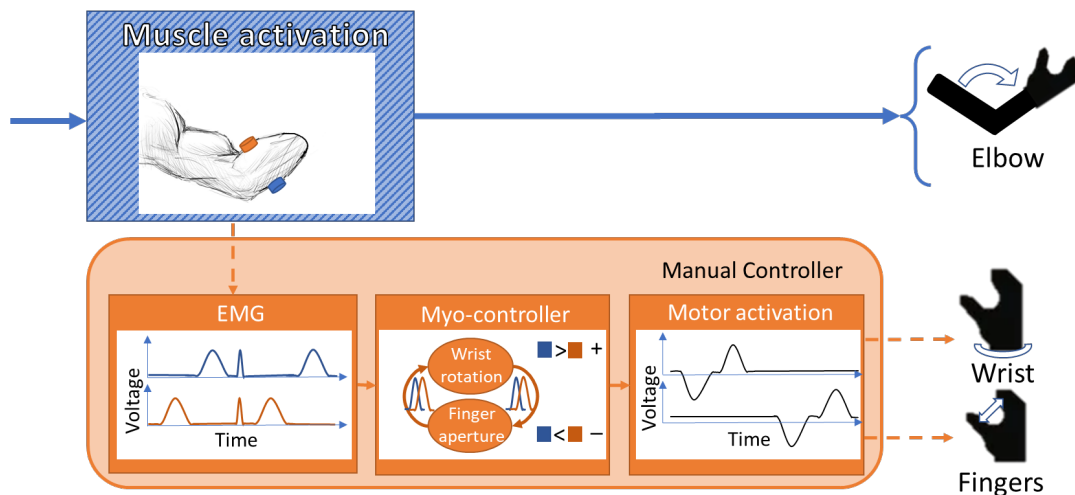 Muscle activation
Elbow
Manual Controller
EMG
Voltage
Time
Myo-controller
Wrist
rotation
Finger
aperture
> +
< −
Motor activation
Voltage
Time
Wrist
Fingers